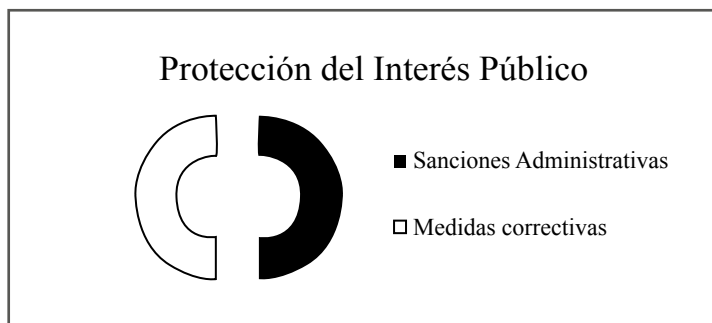 Protección del Interés Público
Sanciones Administrativas
Medidas correctivas